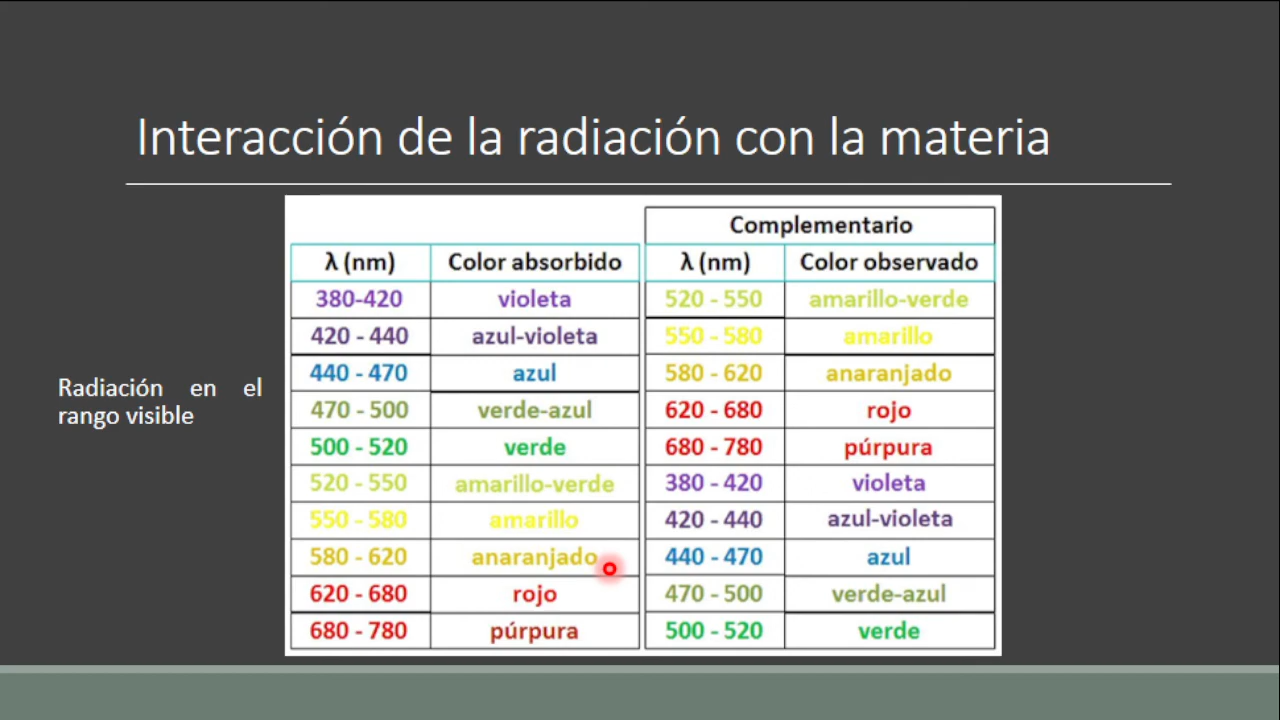 Interacción de la radiación con la materia
Radiación en el
rango visible
Complementario
λ (nm) Color absorbido λ (nm) Color observado
380-420 violeta 520 - 550 amarillo-verde
420 - 440 azul-violeta 550 - 580 amarillo
440 - 470 azul 580 - 620 anaranjado
470 - 500 verde-azul 620 - 680 rojo
500 - 520 verde 680 - 780 púrpura
520 - 550 amarillo-verde 380 - 420 violeta
550 - 580 amarillo 420 - 440 azul-violeta
580 - 620 anaranjado 440 - 470 azul
620 - 680 rojo 470 - 500 verde-azul
680 - 780 púrpura 500 - 520 verde